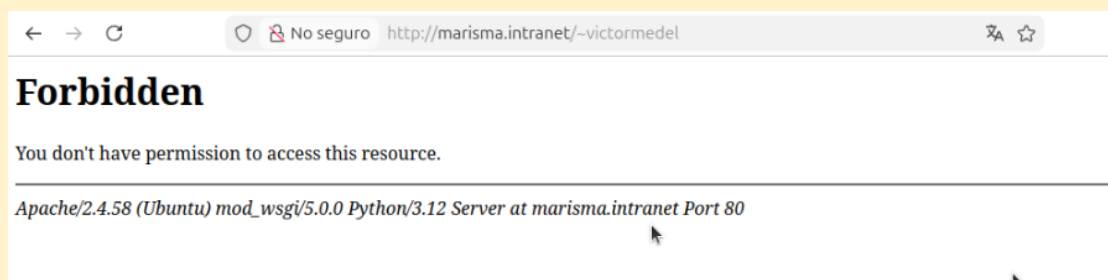 No seguro http://marisma.intranet/~victormedel
Forbidden
You don't have permission to access this resource.
Apache/2.4.58 (Ubuntu) mod_wsgi/5.0.0 Python/3.12 Server at marisma.intranet Port 80